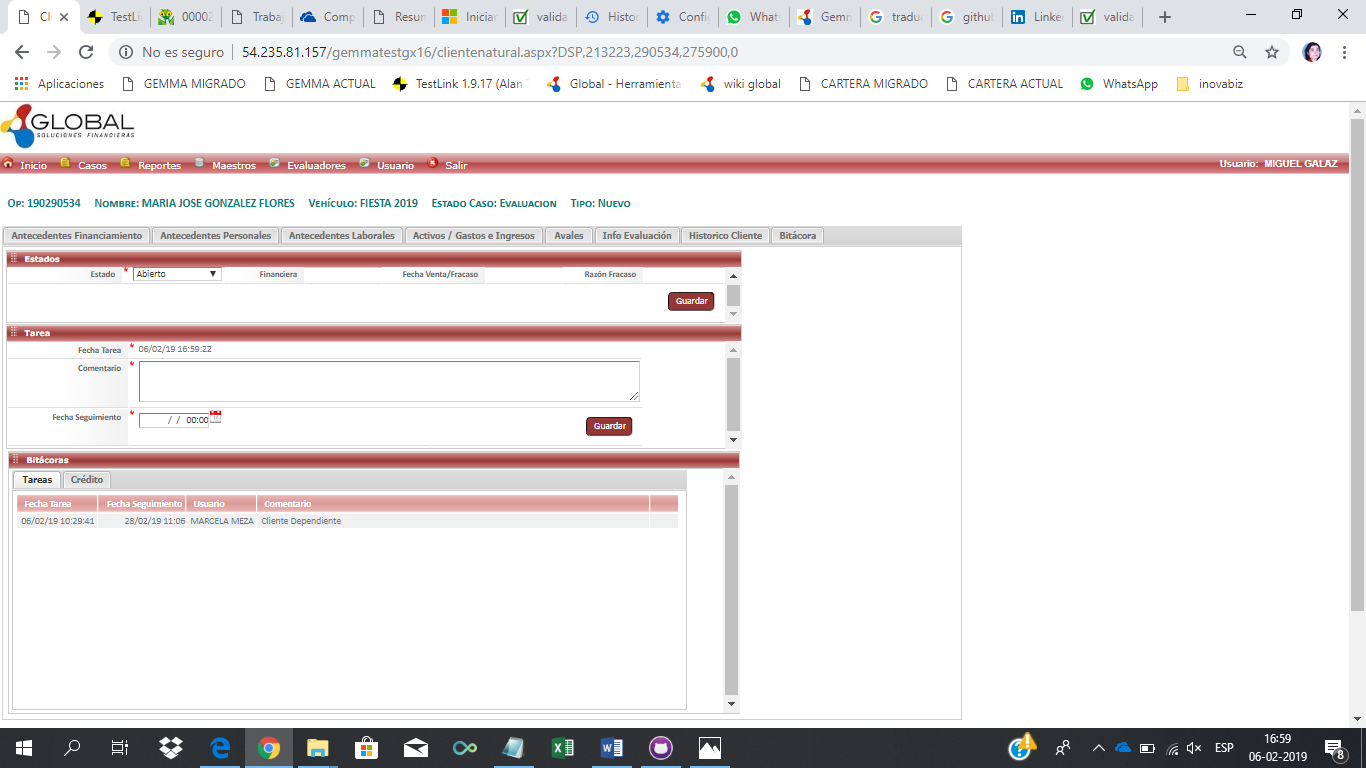 Cli
TestLi
00002
Traba
Comp
Resun
Iniciar
valida
Histor
Config
Whats
Gemn
tradu
githul
Linke
valida
No es seguro | 54.235.81.157/gemmatestgx16/clientenatural.aspx?DSP,213223,290534,275900,0
Aplicaciones GEMMA MIGRADO GEMMA ACTUAL TestLink 1.9.17 (Alan Global - Herramienta wiki global CARTERA MIGRADO CARTERA ACTUAL WhatsApp inovabiz
GLOBAL
SOLUCIONES FINANCIERAS
Inicio Casos Reportes Maestros Evaluadores Usuario Salir Usuario: MIGUEL GALAZ
Op: 190290534 Nombre: MARIA JOSE GONZALEZ FLORES Vehículo: FIESTA 2019 Estado Caso: Evaluacion Tipo: Nuevo
Antecedentes Financiamiento Antecedentes Personales Antecedentes Laborales Activos / Gastos e Ingresos Avales Info Evaluación Historico Cliente Bitácora
Estados
Estado * Abierto Financiera Fecha Venta/Fracaso Razón Fracaso
Guardar
Tarea
Fecha Tarea * 06/02/19 16:59:22
Comentario *
Fecha Seguimiento * / / 00:00
Guardar
Bitácoras
Tareas Crédito
Fecha Tarea Fecha Seguimiento Usuario Comentario
06/02/19 10:29:41 28/02/19 11:06 MARCELA MEZA Cliente Dependiente
ESP
16:59
06-02-2019
8